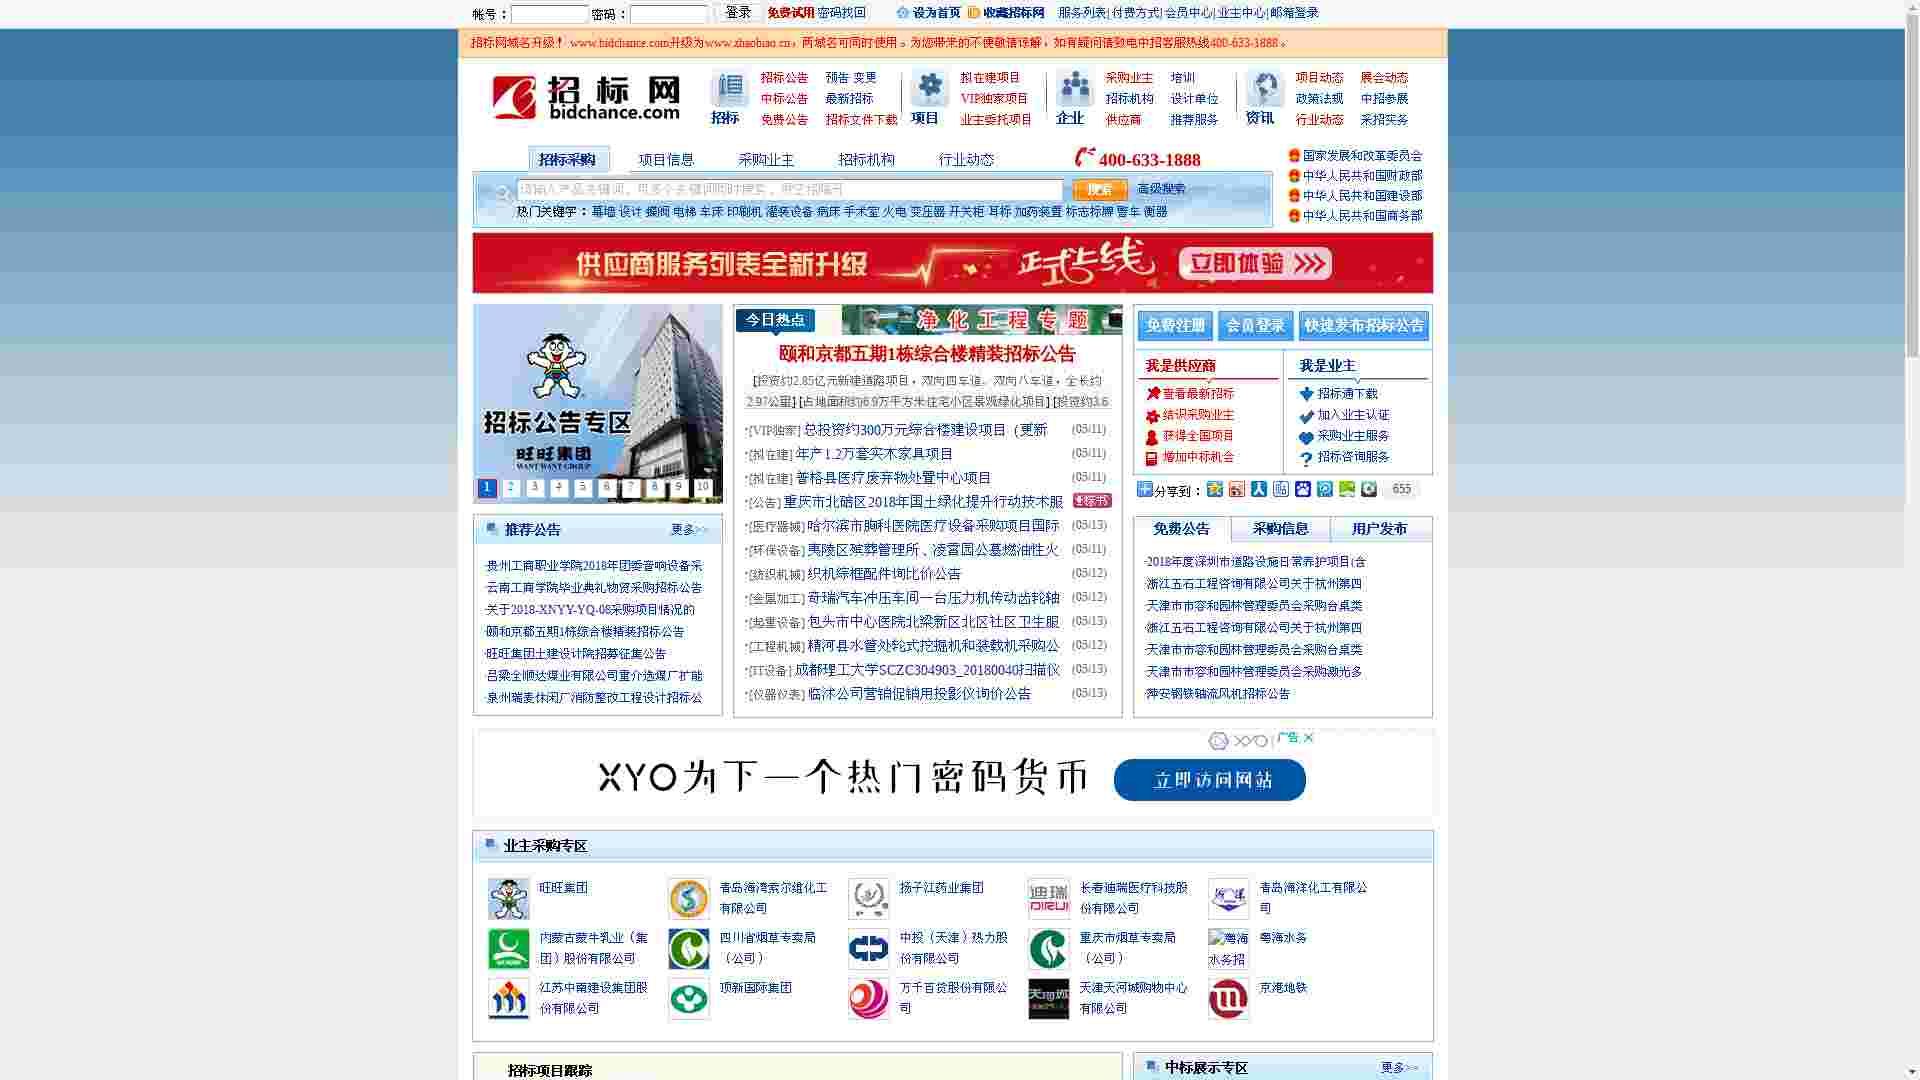 帐号： 密码： 登录 免费试用 密码找回 设为首页 收藏招标网 服务列表| 付费方式| 会员中心| 业主中心| 邮箱登录
招标网域名升级！ www.bidchance.com升级为www.zhaobiao.cn，两域名可同时使用。为您带来的不便敬请谅解，如有疑问请致电中招客服热线400-633-1888 。
招标网
bidchance.com
招标 招标公告 预告 变更
中标公告 最新招标
免费公告 招标文件下载
项目 拟在建项目
VIP独家项目
业主委托项目
企业 采购业主 培训
招标机构 设计单位
供应商 推荐服务
资讯 项目动态 展会动态
政策法规 中招参展
行业动态 采招实务
招标采购 项目信息 采购业主 招标机构 行业动态 400-633-1888
搜索 高级搜索
热门关键字： 幕墙 设计 蝶阀 电梯 车床 印刷机 灌装设备 病床 手术室 火电 变压器 开关柜 耳标 加药装置 标志标牌 警车 衡器
国家发展和改革委员会
中华人民共和国财政部
中华人民共和国建设部
中华人民共和国商务部
供应商服务列表全新升级 正式上线 立即体验 >>>
招标公告专区
旺旺集团
WANT WANT GROUP
1 2 3 4 5 6 7 8 9 10
推荐公告 更多>>
·贵州工商职业学院2018年团委音响设备采
·云南工商学院毕业典礼物资采购招标公告
·关于2018-XNYY-YQ-08采购项目情况的
·颐和京都五期1栋综合楼精装招标公告
·旺旺集团土建设计院招募征集公告
·吕梁全顺达煤业有限公司重介选煤厂扩能
·泉州瑞麦休闲厂消防整改工程设计招标公
今日热点 净化工程专题
颐和京都五期1栋综合楼精装招标公告
[投资约2.85亿元新建道路项目，双向四车道、双向八车道，全长约
2.97公里] [占地面积约6.9万平方米住宅小区景观绿化项目] [投资约3.6
·[VIP独家] 总投资约300万元综合楼建设项目（更新 (03/11)
·[拟在建] 年产1.2万套实木家具项目 (03/11)
·[拟在建] 普格县医疗废弃物处置中心项目 (03/11)
·[公告] 重庆市北碚区2018年国土绿化提升行动技术服 标书
·[医疗器械] 哈尔滨市胸科医院医疗设备采购项目国际 (03/13)
·[环保设备] 夷陵区殡葬管理所、凌霄园公墓燃油性火 (03/11)
·[纺织机械] 织机综框配件询比价公告 (03/12)
·[金属加工] 奇瑞汽车冲压车间一台压力机传动齿轮轴 (03/12)
·[起重设备] 包头市中心医院北梁新区北区社区卫生服 (03/13)
·[工程机械] 精河县水管处轮式挖掘机和装载机采购公 (03/12)
·[IT设备] 成都理工大学SCZC304903_20180040扫描仪 (03/13)
·[仪器仪表] 临沭公司营销促销用投影仪询价公告 (03/13)
免费注册 会员登录 快速发布招标公告
我是供应商 我是业主
查看最新招标 招标通下载
结识采购业主 加入业主认证
获得全国项目 采购业主服务
增加中标机会 招标咨询服务
分享到： 655
免费公告 采购信息 用户发布
·2018年度深圳市道路设施日常养护项目(含
·浙江五石工程咨询有限公司关于杭州第四
·天津市市容和园林管理委员会采购台桌类
·浙江五石工程咨询有限公司关于杭州第四
·天津市市容和园林管理委员会采购台桌类
·天津市市容和园林管理委员会采购激光多
·萍安钢铁轴流风机招标公告
XYO | 广告 ✕
XYO为下一个热门密码货币 立即访问网站
业主采购专区
旺旺集团 青岛海湾索尔维化工有限公司 扬子江药业集团 迪瑞 DIRUI 长春迪瑞医疗科技股份有限公司 青岛海洋化工有限公司
内蒙古蒙牛乳业（集团）股份有限公司 四川省烟草专卖局（公司） 中投（天津）热力股份有限公司 重庆市烟草专卖局（公司） 粤海水务招 粤海水务
江苏中南建设集团股份有限公司 顶新国际集团 万千百货股份有限公司 天津天河城购物中心有限公司 京港地铁
招标项目跟踪 中标展示专区 更多>>